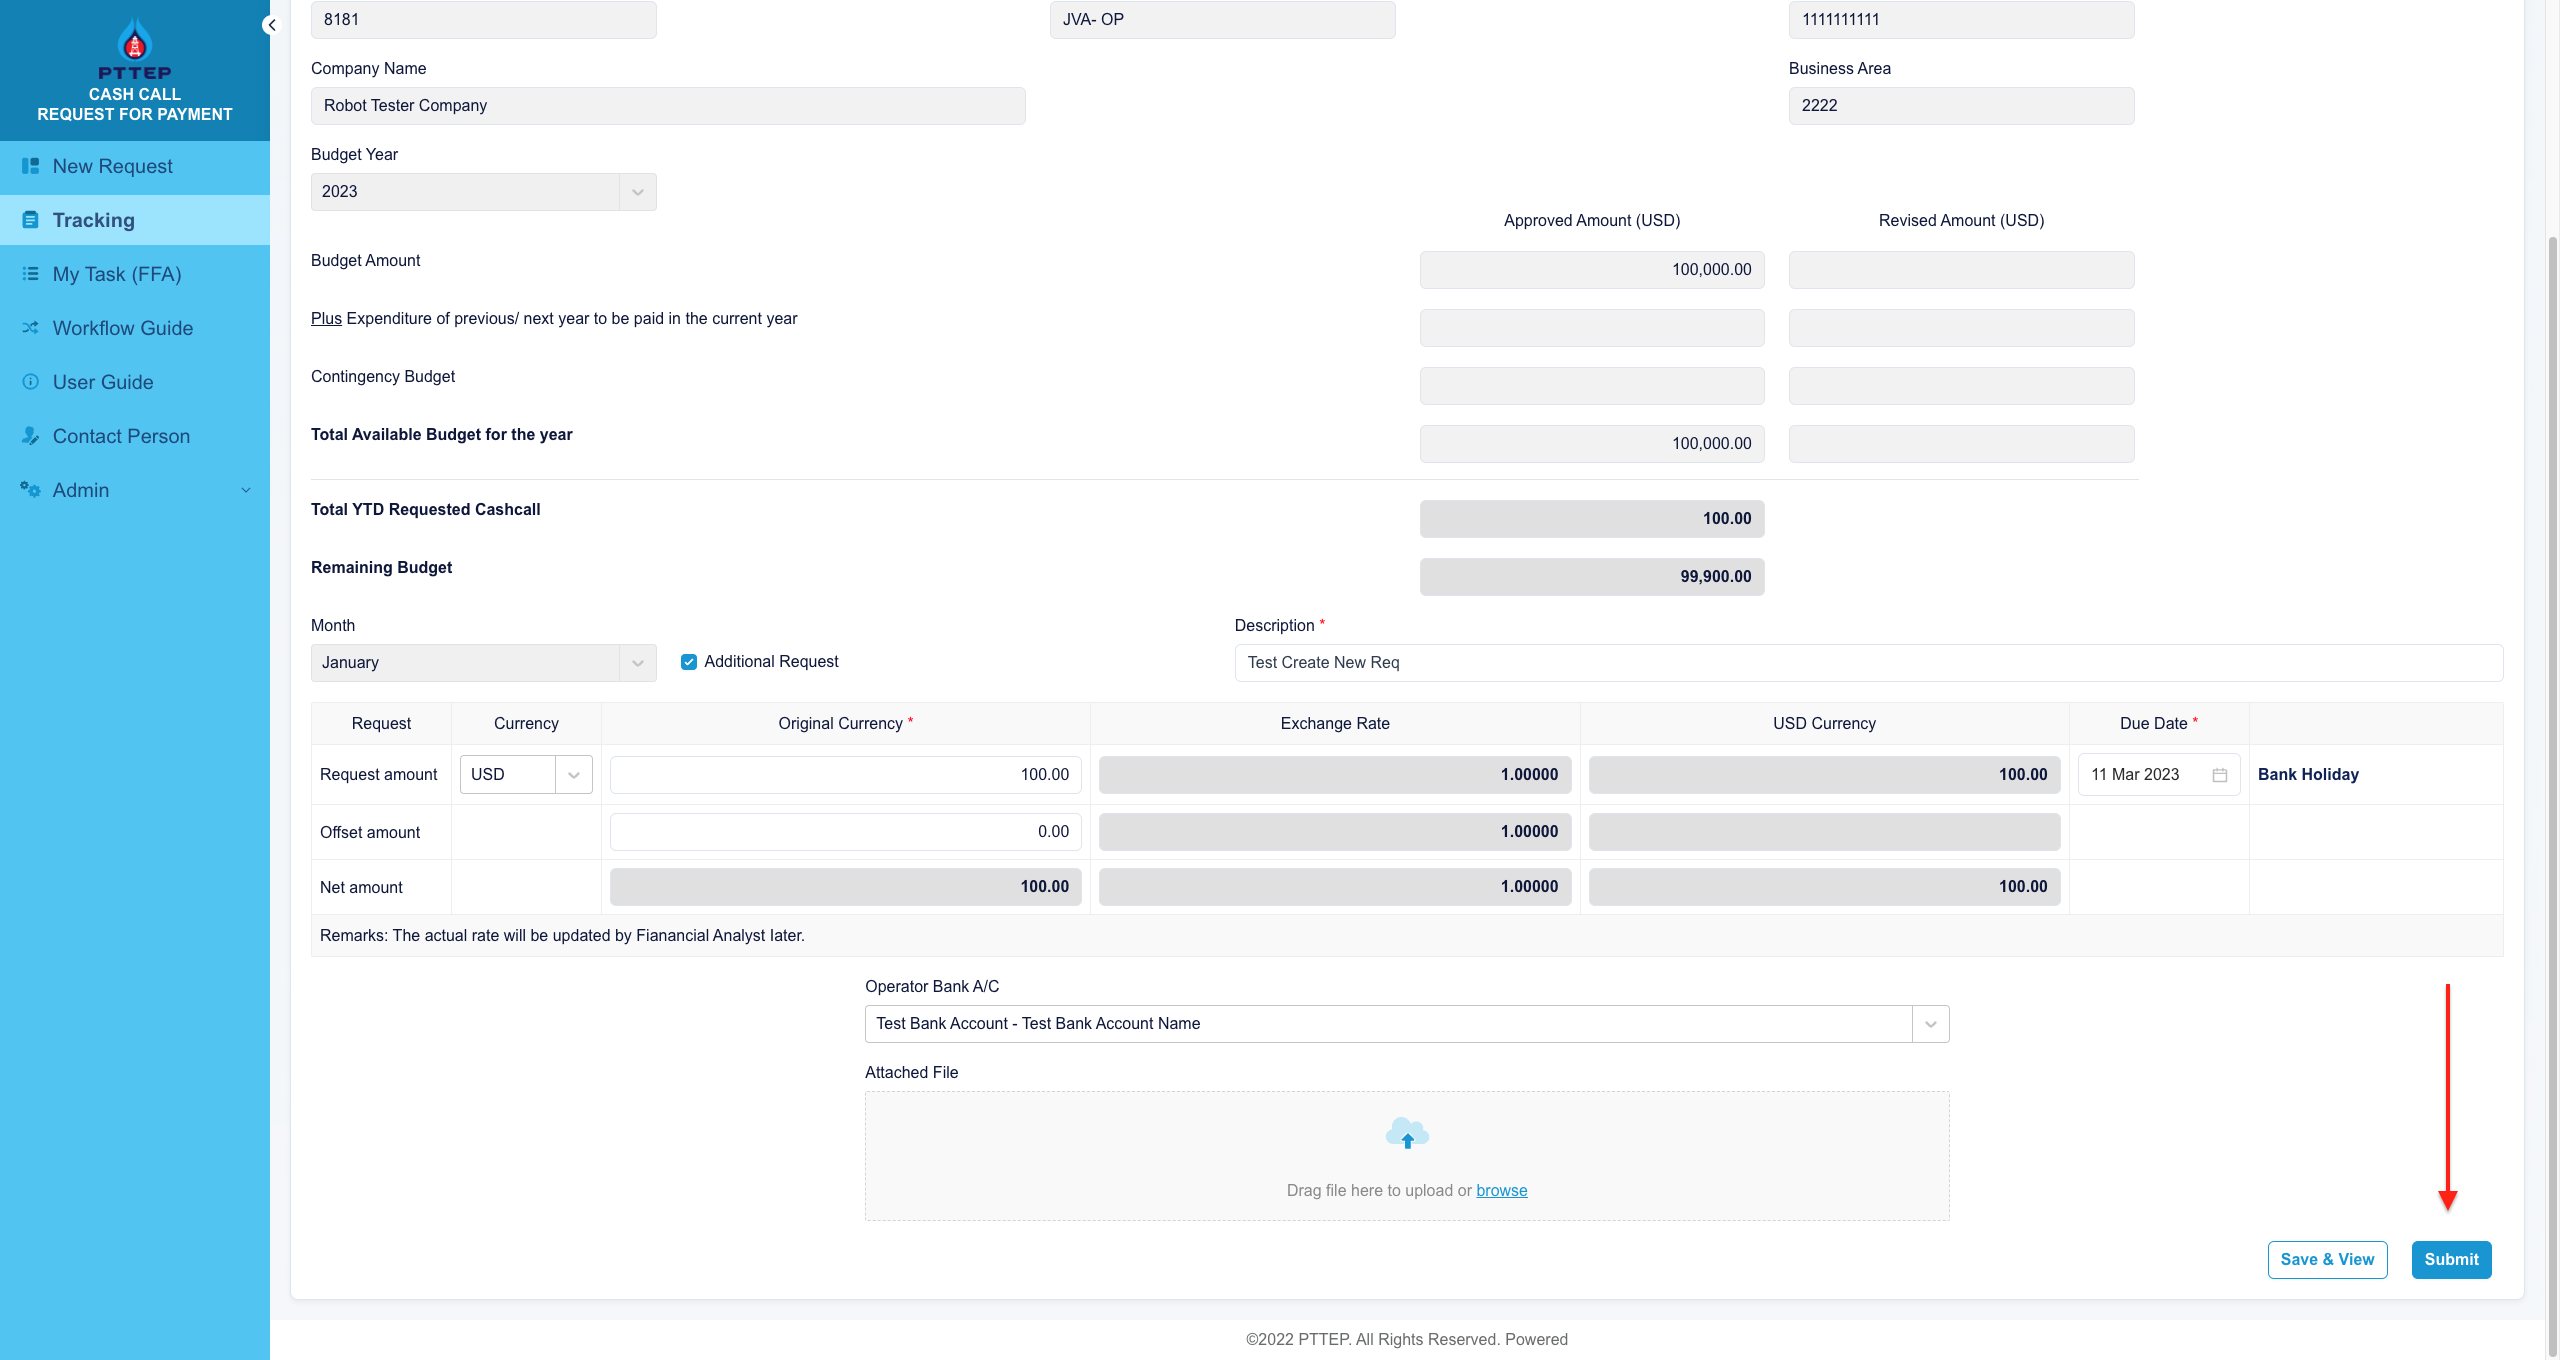 PTTEP
CASH CALL
REQUEST FOR PAYMENT
New Request
Tracking
My Task (FFA)
Workflow Guide
User Guide
Contact Person
Admin
8181
JVA- OP
1111111111
Company Name
Business Area
Robot Tester Company
2222
Budget Year
2023
Approved Amount (USD)
Revised Amount (USD)
Budget Amount
100,000.00
Plus Expenditure of previous/ next year to be paid in the current year
Contingency Budget
Total Available Budget for the year
100,000.00
Total YTD Requested Cashcall
100.00
Remaining Budget
99,900.00
Month
Description *
January
Additional Request
Test Create New Req
Request Currency Original Currency * Exchange Rate USD Currency Due Date *
Request amount USD 100.00 1.00000 100.00 11 Mar 2023 Bank Holiday
Offset amount 0.00 1.00000
Net amount 100.00 1.00000 100.00
Remarks: The actual rate will be updated by Fianancial Analyst later.
Operator Bank A/C
Test Bank Account - Test Bank Account Name
Attached File
Drag file here to upload or browse
Save & View
Submit
©2022 PTTEP. All Rights Reserved. Powered